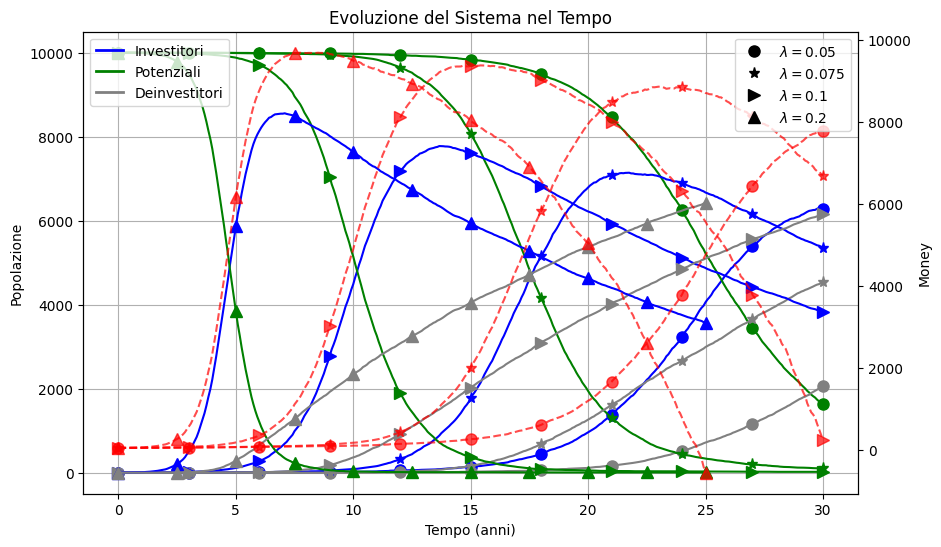 Evoluzione del Sistema nel Tempo
Investitori
Potenziali
Deinvestitori
λ = 0.05
λ = 0.075
λ = 0.1
λ = 0.2
Popolazione
10000
8000
6000
4000
2000
0
Money
10000
8000
6000
4000
2000
0
0 5 10 15 20 25 30
Tempo (anni)